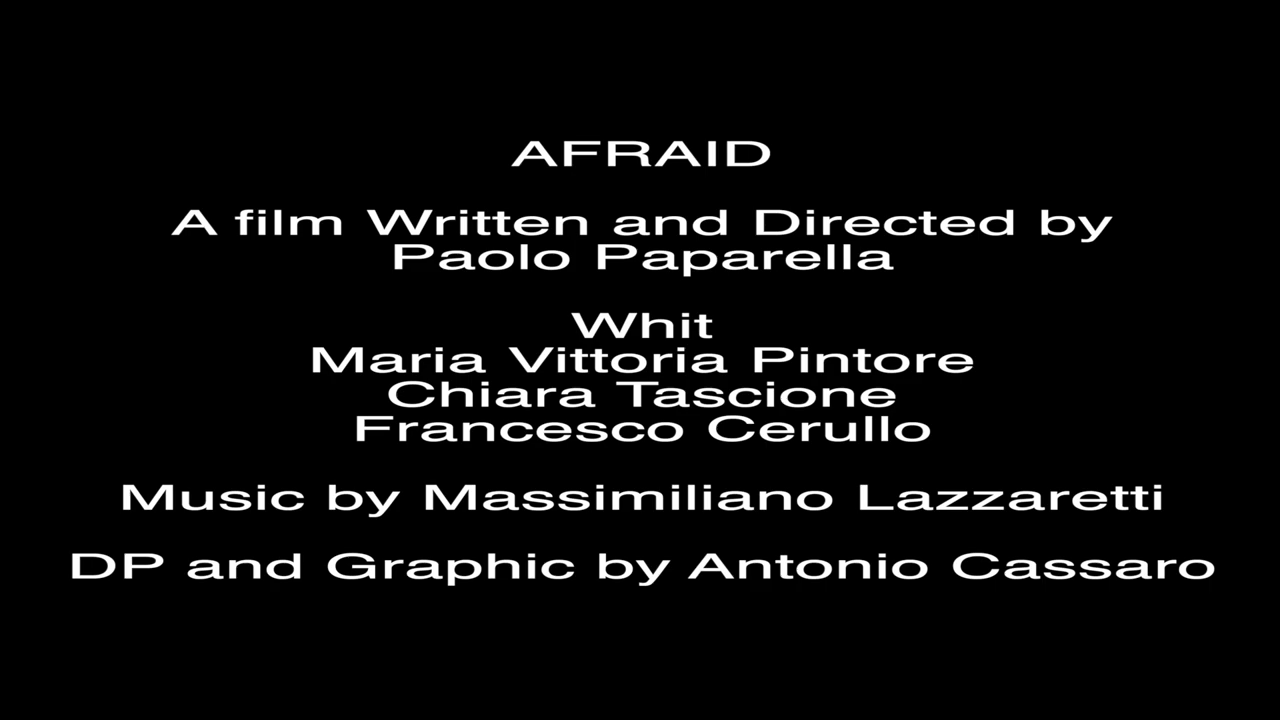 AFRAID
A film Written and Directed by
Paolo Paparella
Whit
Maria Vittoria Pintore
Chiara Tascione
Francesco Cerullo
Music by Massimiliano Lazzaretti
DP and Graphic by Antonio Cassaro